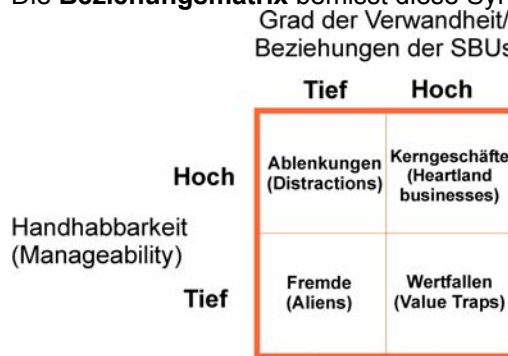 Die Beziehungsmatrix bemisst diese
Grad der Verwandheit/
Beziehungen der SBUs
Tief Hoch
Hoch
Ablenkungen
(Distractions)
Kerngeschäfte
(Heartland
businesses)
Handhabbarkeit
(Manageability)
Tief
Fremde
(Aliens)
Wertfallen
(Value Traps)